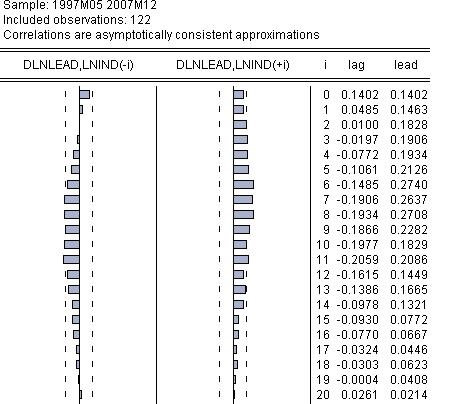 Sample: 1997M05 2007M12
Included observations: 122
Correlations are asymptotically consistent approximations
DLNLEAD,LNIND(-i) DLNLEAD,LNIND(+i) i lag lead
0 0.1402 0.1402
1 0.0485 0.1463
2 0.0100 0.1828
3 -0.0197 0.1906
4 -0.0772 0.1934
5 -0.1061 0.2126
6 -0.1485 0.2740
7 -0.1906 0.2637
8 -0.1934 0.2708
9 -0.1866 0.2282
10 -0.1977 0.1829
11 -0.2059 0.2086
12 -0.1615 0.1449
13 -0.1386 0.1665
14 -0.0978 0.1321
15 -0.0930 0.0772
16 -0.0770 0.0667
17 -0.0324 0.0446
18 -0.0303 0.0623
19 -0.0004 0.0408
20 0.0261 0.0214